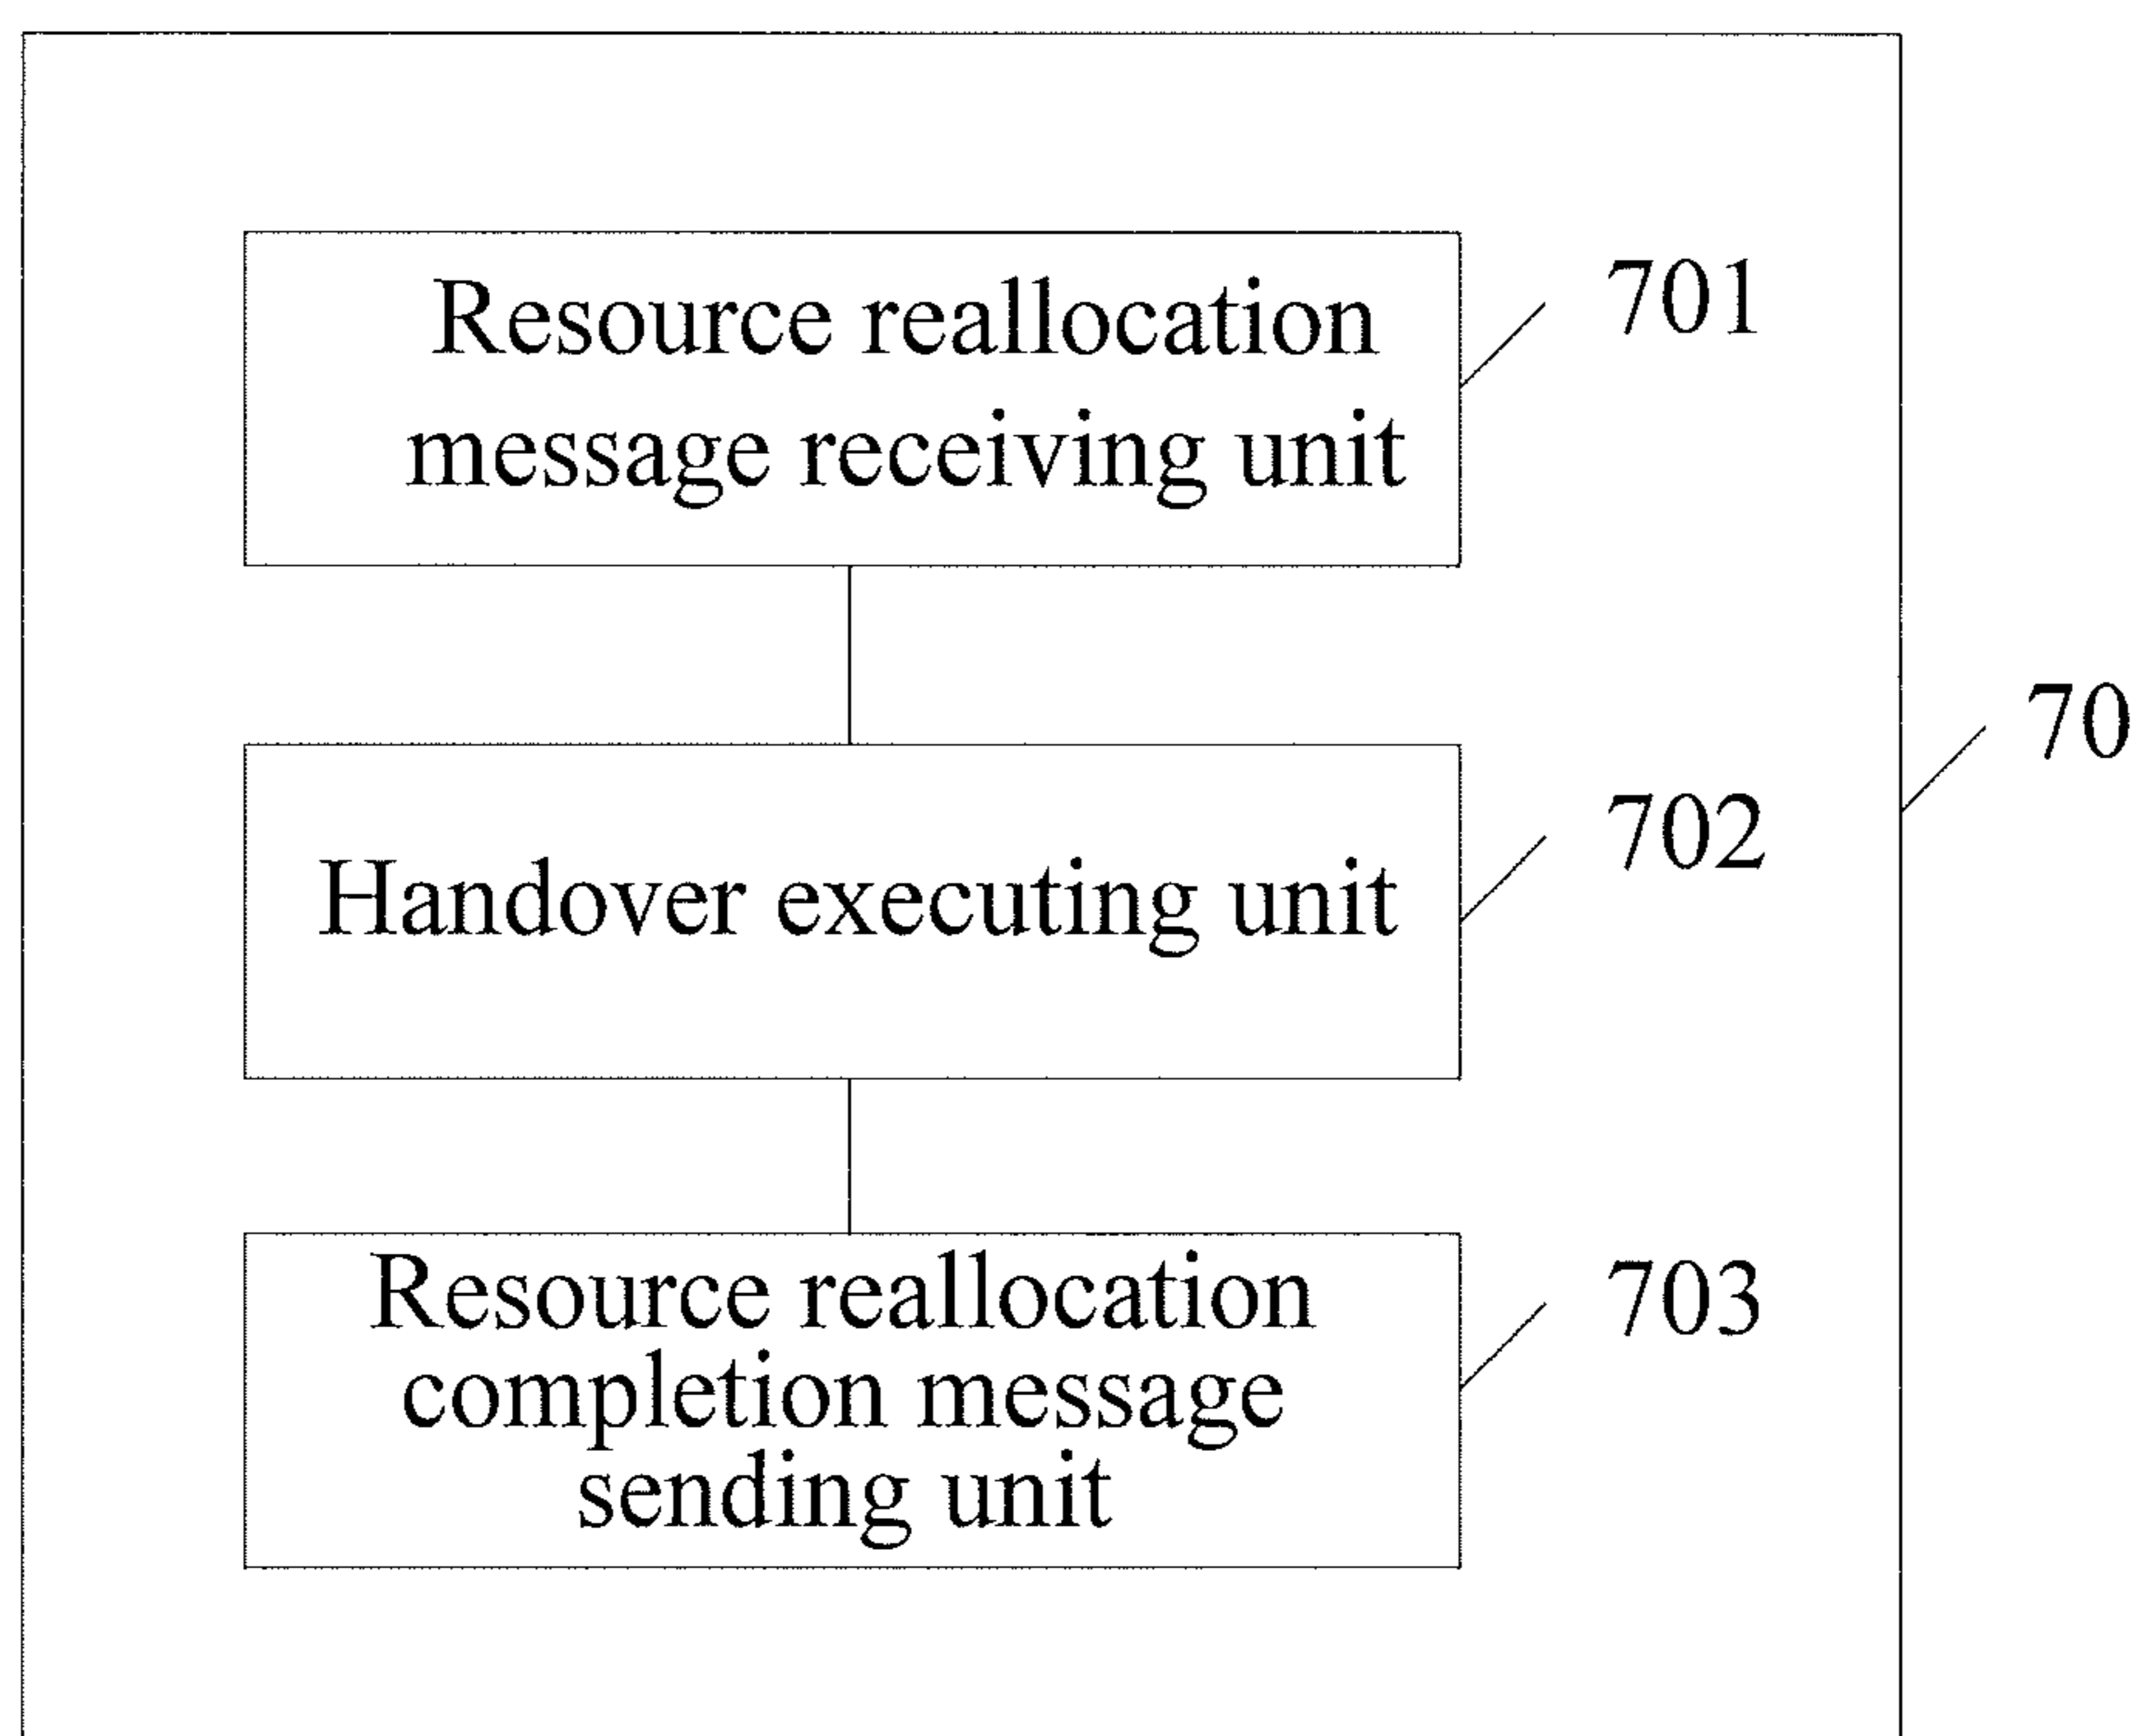 Resource reallocation
message receiving unit
701
70
Handover executing unit
702
Resource reallocation
completion message
sending unit
703